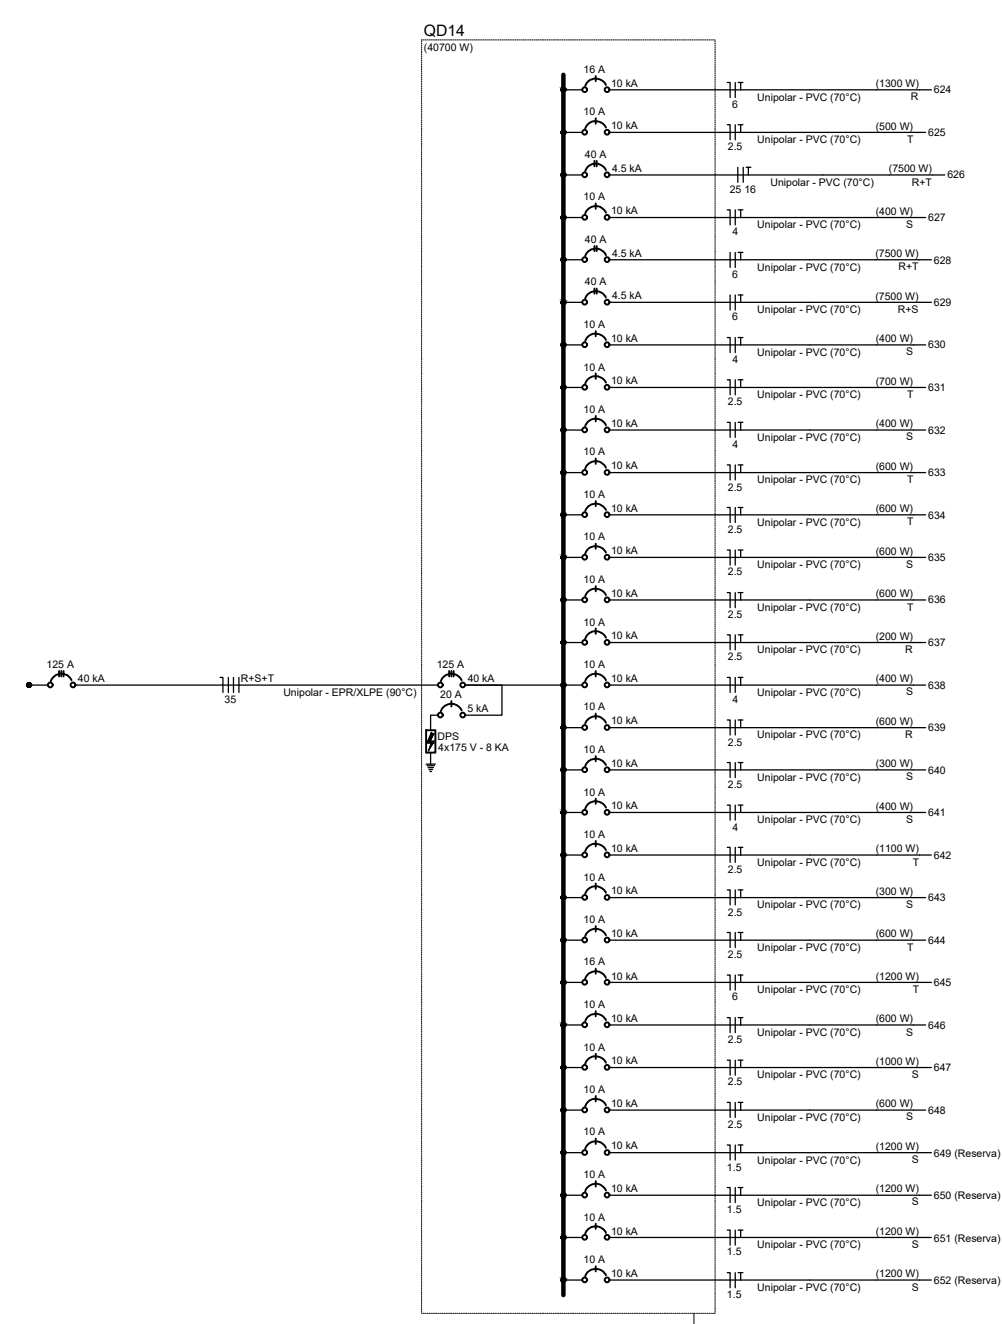 QD14
(40700 W)
16 A
10 kA
6
Unipolar - PVC (70°C)
(1300 W)
R
624
10 A
10 kA
2.5
Unipolar - PVC (70°C)
(500 W)
T
625
40 A
4.5 kA
25 16
Unipolar - PVC (70°C)
(7500 W)
R+T
626
10 A
10 kA
4
Unipolar - PVC (70°C)
(400 W)
S
627
40 A
4.5 kA
6
Unipolar - PVC (70°C)
(7500 W)
R+T
628
40 A
4.5 kA
6
Unipolar - PVC (70°C)
(7500 W)
R+S
629
10 A
10 kA
4
Unipolar - PVC (70°C)
(400 W)
S
630
10 A
10 kA
2.5
Unipolar - PVC (70°C)
(700 W)
T
631
10 A
10 kA
4
Unipolar - PVC (70°C)
(400 W)
S
632
10 A
10 kA
2.5
Unipolar - PVC (70°C)
(600 W)
T
633
10 A
10 kA
2.5
Unipolar - PVC (70°C)
(600 W)
T
634
10 A
10 kA
2.5
Unipolar - PVC (70°C)
(600 W)
S
635
10 A
10 kA
2.5
Unipolar - PVC (70°C)
(600 W)
T
636
10 A
10 kA
2.5
Unipolar - PVC (70°C)
(200 W)
R
637
125 A
40 kA
R+S+T
35
Unipolar - EPR/XLPE (90°C)
125 A
40 kA
20 A
5 kA
DPS
4x175 V - 8 KA
10 A
10 kA
4
Unipolar - PVC (70°C)
(400 W)
S
638
10 A
10 kA
2.5
Unipolar - PVC (70°C)
(600 W)
R
639
10 A
10 kA
2.5
Unipolar - PVC (70°C)
(300 W)
S
640
10 A
10 kA
4
Unipolar - PVC (70°C)
(400 W)
S
641
10 A
10 kA
2.5
Unipolar - PVC (70°C)
(1100 W)
T
642
10 A
10 kA
2.5
Unipolar - PVC (70°C)
(300 W)
S
643
10 A
10 kA
2.5
Unipolar - PVC (70°C)
(600 W)
T
644
16 A
10 kA
6
Unipolar - PVC (70°C)
(1200 W)
T
645
10 A
10 kA
2.5
Unipolar - PVC (70°C)
(600 W)
S
646
10 A
10 kA
2.5
Unipolar - PVC (70°C)
(1000 W)
S
647
10 A
10 kA
2.5
Unipolar - PVC (70°C)
(600 W)
S
648
10 A
10 kA
1.5
Unipolar - PVC (70°C)
(1200 W)
S
649 (Reserva)
10 A
10 kA
1.5
Unipolar - PVC (70°C)
(1200 W)
S
650 (Reserva)
10 A
10 kA
1.5
Unipolar - PVC (70°C)
(1200 W)
S
651 (Reserva)
10 A
10 kA
1.5
Unipolar - PVC (70°C)
(1200 W)
S
652 (Reserva)